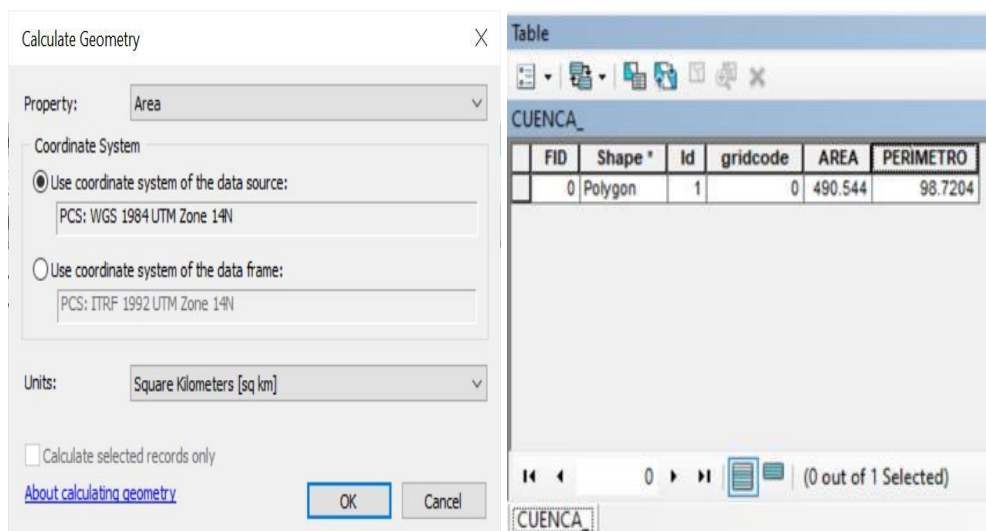 Calculate Geometry
Property: Area
Coordinate System
Use coordinate system of the data source:
PCS: WGS 1984 UTM Zone 14N
Use coordinate system of the data frame:
PCS: ITRF 1992 UTM Zone 14N
Units: Square Kilometers [sq km]
Calculate selected records only
About calculating geometry
OK Cancel
Table
CUENCA_
FID Shape * Id gridcode AREA PERIMETRO
0 Polygon 1 0 490.544 98.7204
0 (0 out of 1 Selected)
CUENCA_